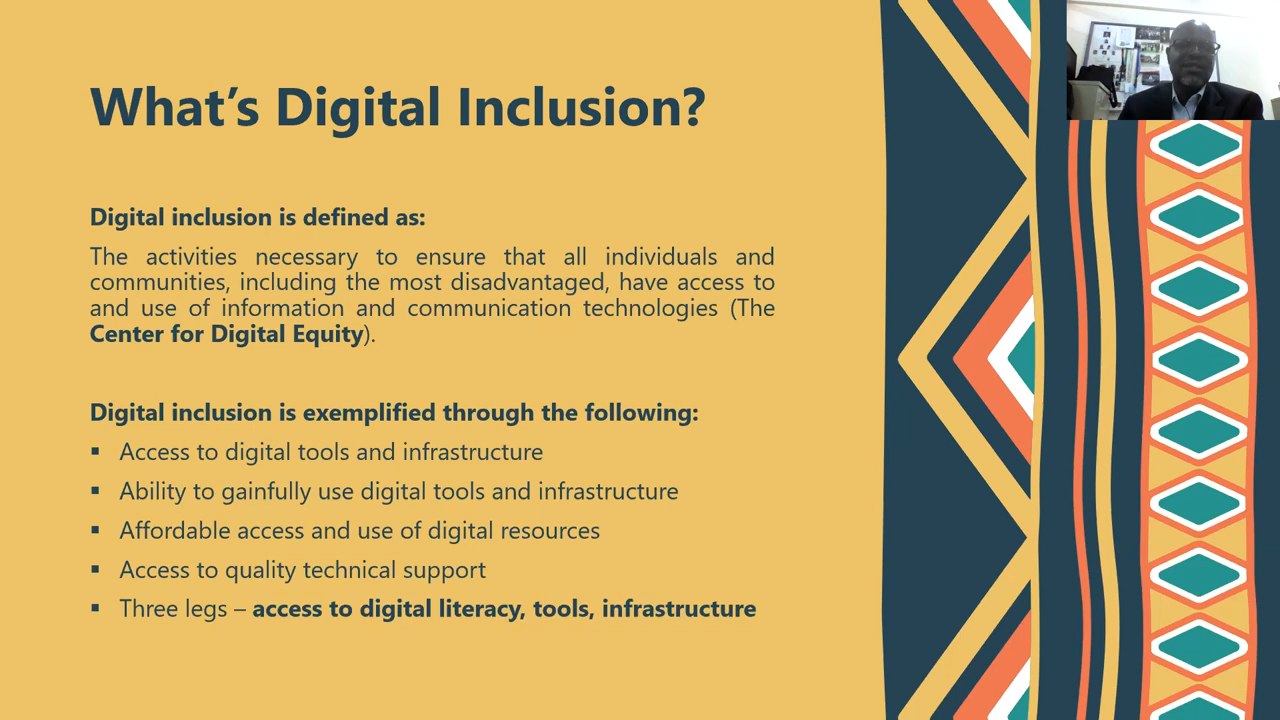 What’s Digital Inclusion?
Digital inclusion is defined as:
The activities necessary to ensure that all individuals and
communities, including the most disadvantaged, have access to
and use of information and communication technologies (The
Center for Digital Equity).
Digital inclusion is exemplified through the following:
▪ Access to digital tools and infrastructure
▪ Ability to gainfully use digital tools and infrastructure
▪ Affordable access and use of digital resources
▪ Access to quality technical support
▪ Three legs – access to digital literacy, tools, infrastructure